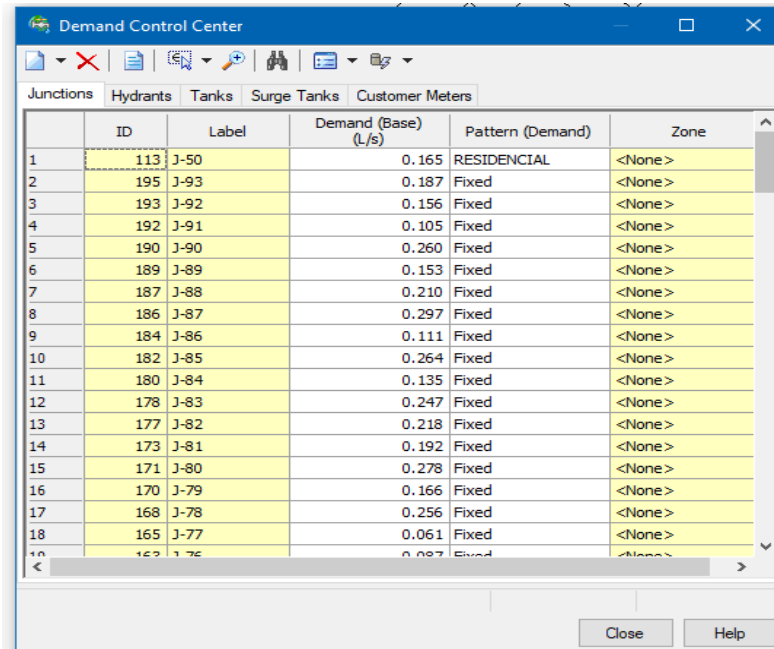 Demand Control Center
Junctions Hydrants Tanks Surge Tanks Customer Meters
ID Label Demand (Base) (L/s) Pattern (Demand) Zone
1 113 J-50 0.165 RESIDENCIAL <None>
2 195 J-93 0.187 Fixed <None>
3 193 J-92 0.156 Fixed <None>
4 192 J-91 0.105 Fixed <None>
5 190 J-90 0.260 Fixed <None>
6 189 J-89 0.153 Fixed <None>
7 187 J-88 0.210 Fixed <None>
8 186 J-87 0.297 Fixed <None>
9 184 J-86 0.111 Fixed <None>
10 182 J-85 0.264 Fixed <None>
11 180 J-84 0.135 Fixed <None>
12 178 J-83 0.247 Fixed <None>
13 177 J-82 0.218 Fixed <None>
14 173 J-81 0.192 Fixed <None>
15 171 J-80 0.278 Fixed <None>
16 170 J-79 0.166 Fixed <None>
17 168 J-78 0.256 Fixed <None>
18 165 J-77 0.061 Fixed <None>
Close Help